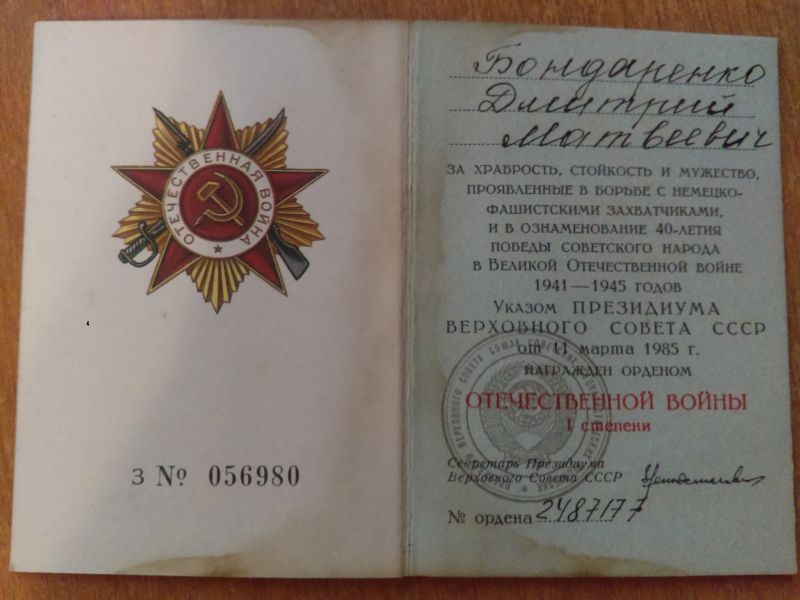 ОТЕЧЕСТВЕННАЯ ВОЙНА
З № 056980
Бондаренко
Дмитрий
Матвеевич
ЗА ХРАБРОСТЬ, СТОЙКОСТЬ И МУЖЕСТВО,
ПРОЯВЛЕННЫЕ В БОРЬБЕ С НЕМЕЦКО-
ФАШИСТСКИМИ ЗАХВАТЧИКАМИ,
И В ОЗНАМЕНОВАНИЕ 40-ЛЕТИЯ
ПОБЕДЫ СОВЕТСКОГО НАРОДА
В ВЕЛИКОЙ ОТЕЧЕСТВЕННОЙ ВОЙНЕ
1941—1945 ГОДОВ
УКАЗОМ ПРЕЗИДИУМА
ВЕРХОВНОГО СОВЕТА СССР
от 11 марта 1985 г.
НАГРАЖДЕН ОРДЕНОМ
ОТЕЧЕСТВЕННОЙ ВОЙНЫ
I степени
Секретарь Президиума
Верховного Совета СССР
№ ордена 2487177